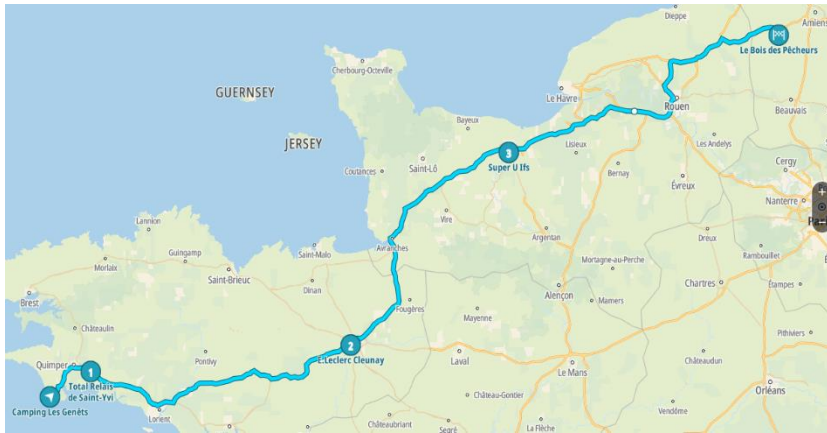 Dieppe
Amiens
Le Bois des Pêcheurs
Cherbourg-Octeville
GUERNSEY
Le Havre
Rouen
Beauvais
JERSEY
Bayeux
3
Lisieux
Les Andelys
Coutances
Saint-Lô
Super U Ifs
Bernay
Cergy
Évreux
Nanterre
Vire
Lannion
Argentan
Dreux
Avranches
Saint-Malo
Guingamp
Rambouiller
Morlaix
Saint-Brieuc
Mortagne-au-Perche
Brest
Dinan
Alençon
Chartres
Étampes
Fougères
Mamers
Châteaulin
Mayenne
Pithiviers
2
E.Leclerc Cleunay
Pontivy
Laval
Châteaudun
Quimper
1
Le Mans
Total Relais
de Saint-Yvi
Orléans
Château-Gontier
Camping Les Genêts
Lorient
Vendôme
Châteaubriant
Segré
La Flèche